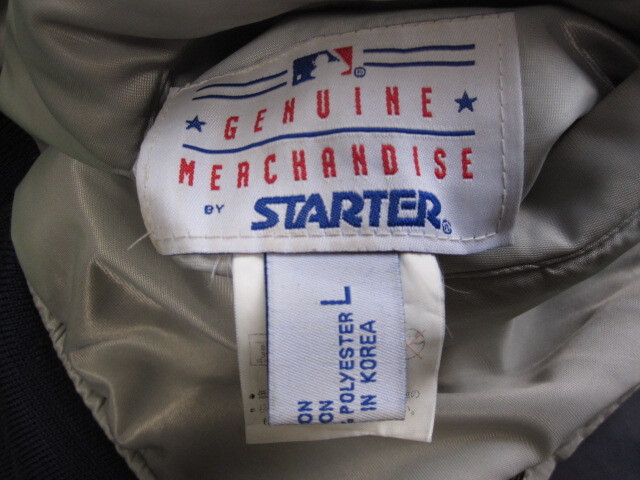 GENUINE
MERCHANDISE
BY STARTER®
L
ON
ON
POLYESTER
IN KOREA